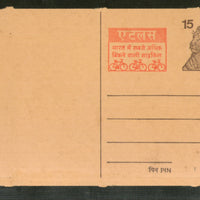 एटलस
15
भारत में सबसे अधिक
बिकने वाली साइकिल
पिन PIN